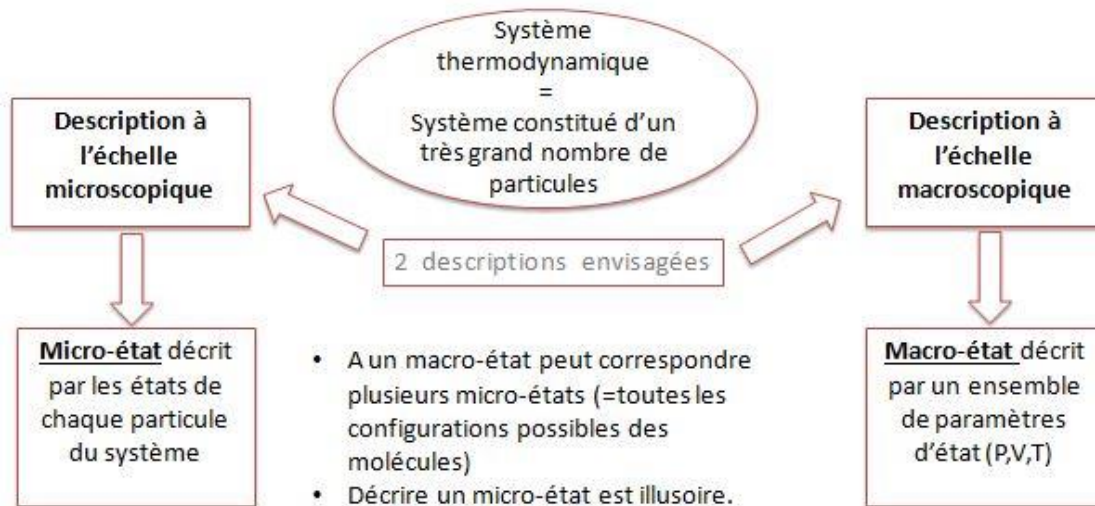 Système
thermodynamique
=
Système constitué d'un
très grand nombre de
particules
Description à
l'échelle
microscopique
Description à
l'échelle
macroscopique
2 descriptions envisagées
Micro-état décrit
par les états de
chaque particule
du système
• A un macro-état peut correspondre
plusieurs micro-états (=toutes les
configurations possibles des
molécules)
• Décrire un micro-état est illusoire.
Macro-état décrit
par un ensemble
de paramètres
d'état (P,V,T)